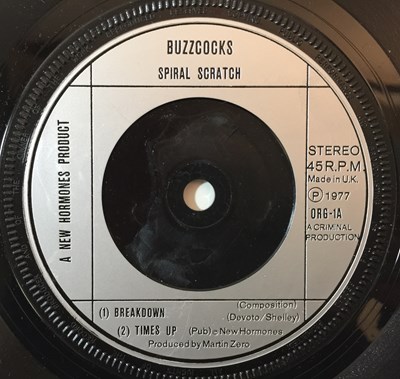 BUZZCOCKS
SPIRAL SCRATCH
A NEW HORMONES PRODUCT
STEREO
45 R.P.M.
Made in U.K.
Ⓟ 1977
ORG-1A
A CRIMINAL
PRODUCTION
(1) BREAKDOWN (Composition)
(Devoto/Shelley)
(2) TIMES UP (Pub) c New Hormones
Produced by Martin Zero